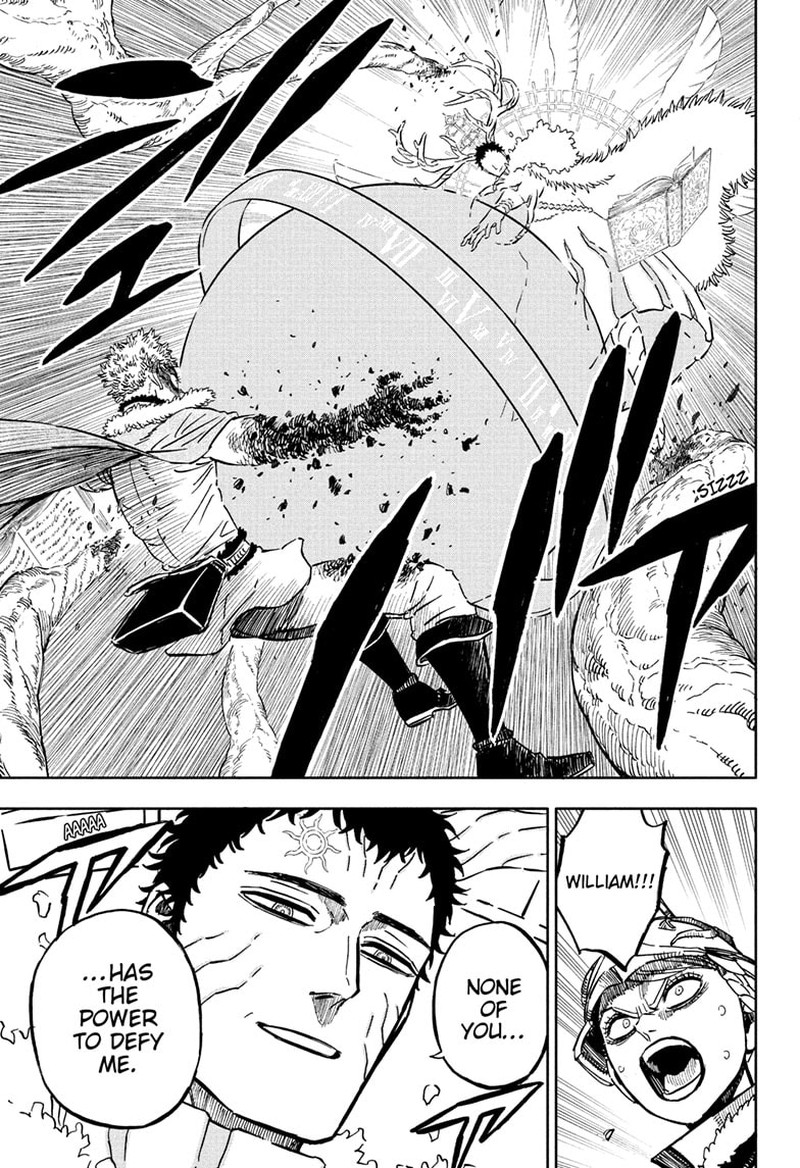 SIZZZ
WILLIAM!!!
NONE
OF
YOU...
...HAS
THE
POWER
TO DEFY
ME.
AAAAA